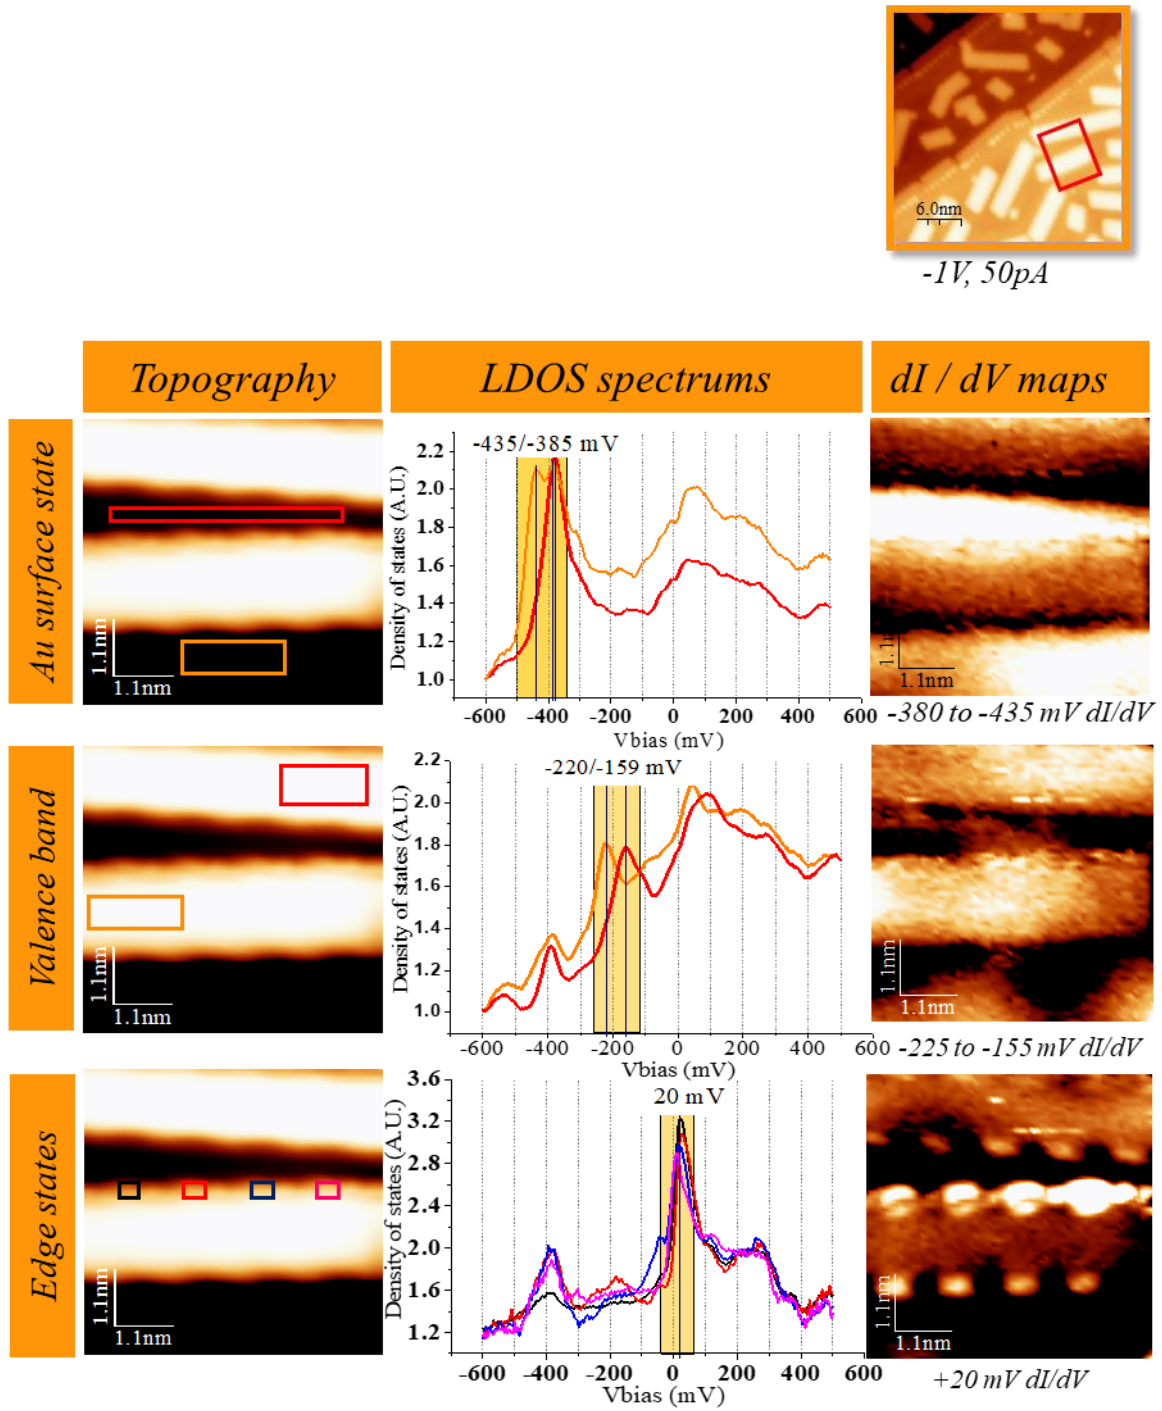 6.0nm
-1V, 50pA
Topography
LDOS spectrums
dI / dV maps
Au surface state
1.1nm
1.1nm
-435/-385 mV
Density of states (A.U.)
2.2
2.0
1.8
1.6
1.4
1.2
1.0
-600 -400 -200 0 200 400 600
Vbias (mV)
1.1n
1.1nm
-380 to -435 mV dI/dV
Valence band
1.1nm
1.1nm
-220/-159 mV
Density of states (A.U.)
2.2
2.0
1.8
1.6
1.4
1.2
1.0
-600 -400 -200 0 200 400 600
Vbias (mV)
1.1nm
1.1nm
-225 to -155 mV dI/dV
Edge states
1.1nm
1.1nm
20 mV
Density of states (A.U.)
3.6
3.2
2.8
2.4
2.0
1.6
1.2
-600 -400 -200 0 200 400 600
Vbias (mV)
1.1nm
1.1nm
+20 mV dI/dV